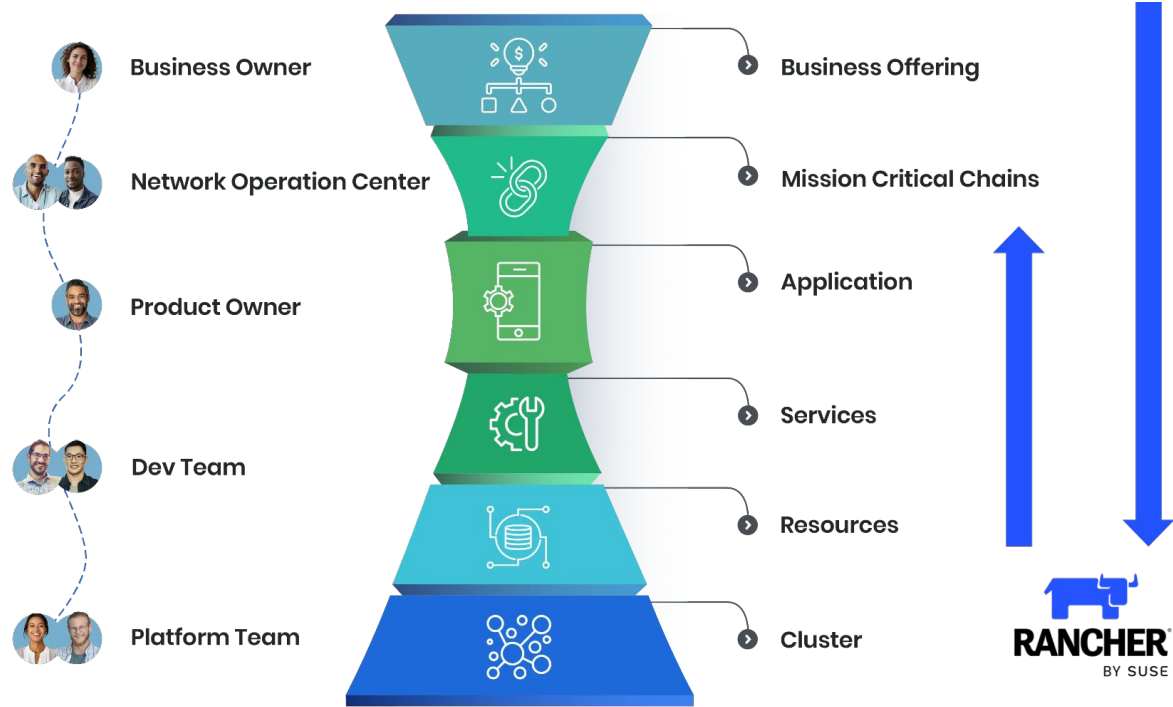 Business Owner
Business Offering
Network Operation Center
Mission Critical Chains
Product Owner
Application
Services
Dev Team
Resources
Platform Team
Cluster
$
RANCHER®
BY SUSE